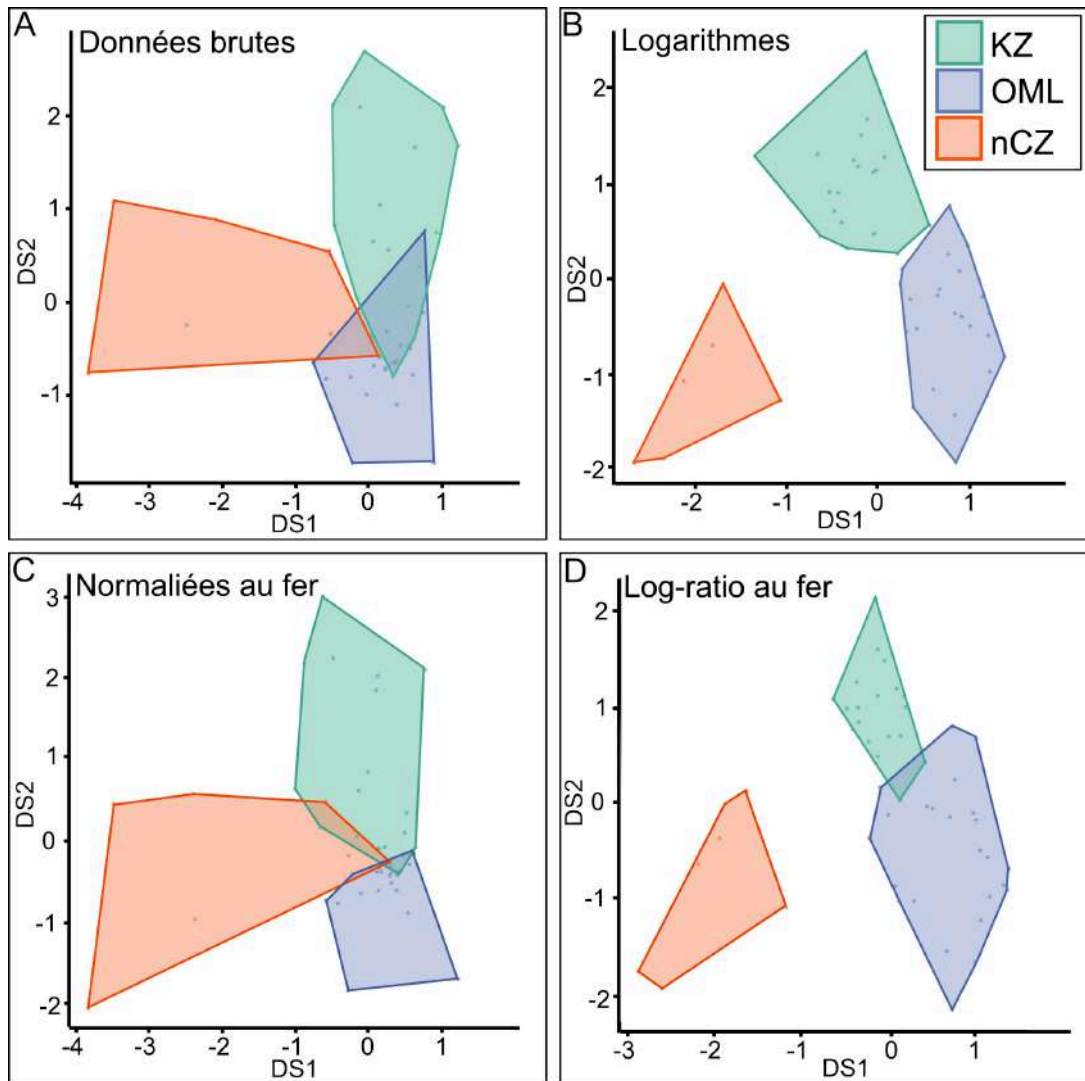 A
Données brutes
DS2
2
1
0
-1
-4 -3 -2 -1 0 1
DS1
B
Logarithmes
KZ
OML
nCZ
DS2
2
1
0
-1
-2
-2 -1 0 1
DS1
C
Normaliées au fer
DS2
3
2
1
0
-1
-2
-4 -3 -2 -1 0 1
DS1
D
Log-ratio au fer
DS2
2
1
0
-1
-2
-3 -2 -1 0 1
DS1